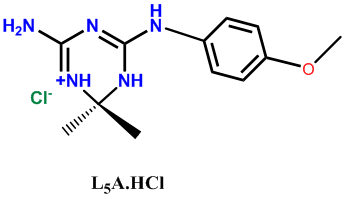 H₂N N H N
+NH NH O
Cl⁻
L₅A.HCl